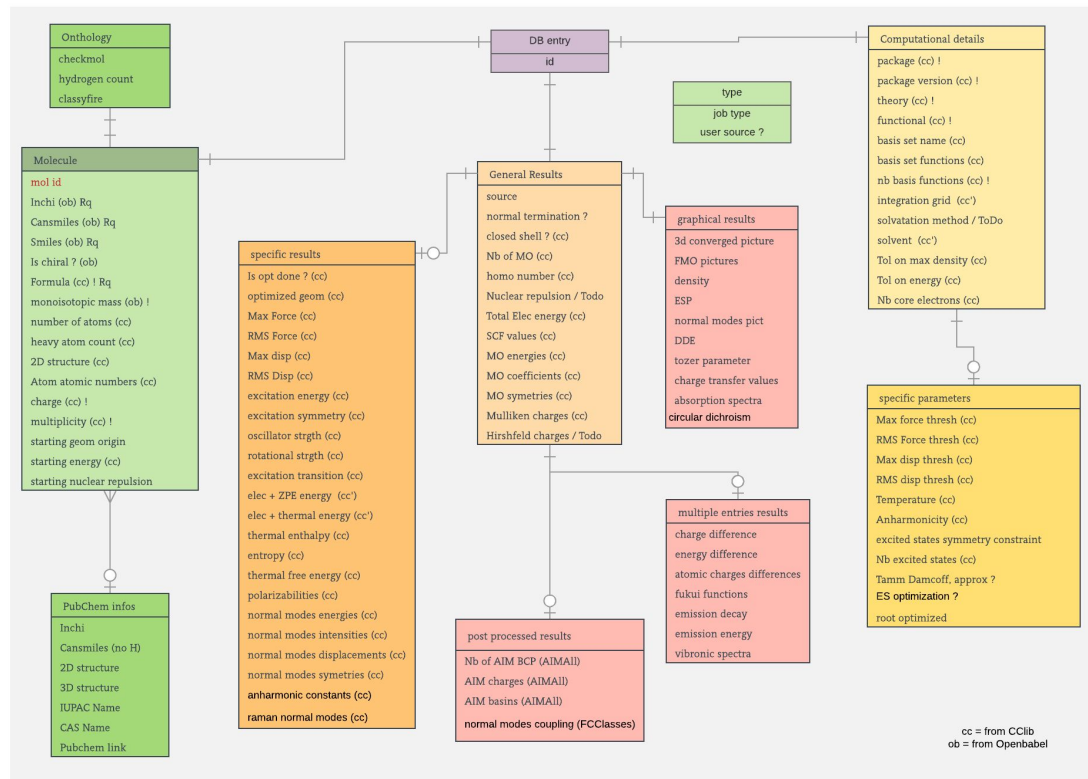 Onthology
checkmol
hydrogen count
classyfire
DB entry
id
type
job type
user source ?
Computational details
package (cc) !
package version (cc) !
theory (cc) !
functional (cc) !
basis set name (cc)
basis set functions (cc)
nb basis functions (cc) !
integration grid (cc')
solvatation method / ToDo
solvent (cc')
Tol on max density (cc)
Tol on energy (cc)
Nb core electrons (cc)
Molecule
mol id
Inchi (ob) Rq
Cansmiles (ob) Rq
Smiles (ob) Rq
Is chiral ? (ob)
Formula (cc) ! Rq
monoisotopic mass (ob) !
number of atoms (cc)
heavy atom count (cc)
2D structure (cc)
Atom atomic numbers (cc)
charge (cc) !
multiplicity (cc) !
starting geom origin
starting energy (cc)
starting nuclear repulsion
specific results
Is opt done ? (cc)
optimized geom (cc)
Max Force (cc)
RMS Force (cc)
Max disp (cc)
RMS Disp (cc)
excitation energy (cc)
excitation symmetry (cc)
oscillator strgth (cc)
rotational strgth (cc)
excitation transition (cc)
elec + ZPE energy (cc')
elec + thermal energy (cc')
thermal enthalpy (cc)
entropy (cc)
thermal free energy (cc)
polarizabilities (cc)
normal modes energies (cc)
normal modes intensities (cc)
normal modes displacements (cc)
normal modes symetries (cc)
anharmonic constants (cc)
raman normal modes (cc)
General Results
source
normal termination ?
closed shell ? (cc)
Nb of MO (cc)
homo number (cc)
Nuclear repulsion / Todo
Total Elec energy (cc)
SCF values (cc)
MO energies (cc)
MO coefficients (cc)
MO symetries (cc)
Mulliken charges (cc)
Hirshfeld charges / Todo
graphical results
3d converged picture
FMO pictures
density
ESP
normal modes pict
DDE
tozer parameter
charge transfer values
absorption spectra
circular dichroism
specific parameters
Max force thresh (cc)
RMS Force thresh (cc)
Max disp thresh (cc)
RMS disp thresh (cc)
Temperature (cc)
Anharmonicity (cc)
excited states symmetry constraint
Nb excited states (cc)
Tamm Damcoff, approx ?
ES optimization ?
root optimized
multiple entries results
charge difference
energy difference
atomic charges differences
fukui functions
emission decay
emission energy
vibronic spectra
post processed results
Nb of AIM BCP (AIMAll)
AIM charges (AIMAll)
AIM basins (AIMAll)
normal modes coupling (FCClasses)
PubChem infos
Inchi
Cansmiles (no H)
2D structure
3D structure
IUPAC Name
CAS Name
Pubchem link
cc = from CClib
ob = from Openbabel